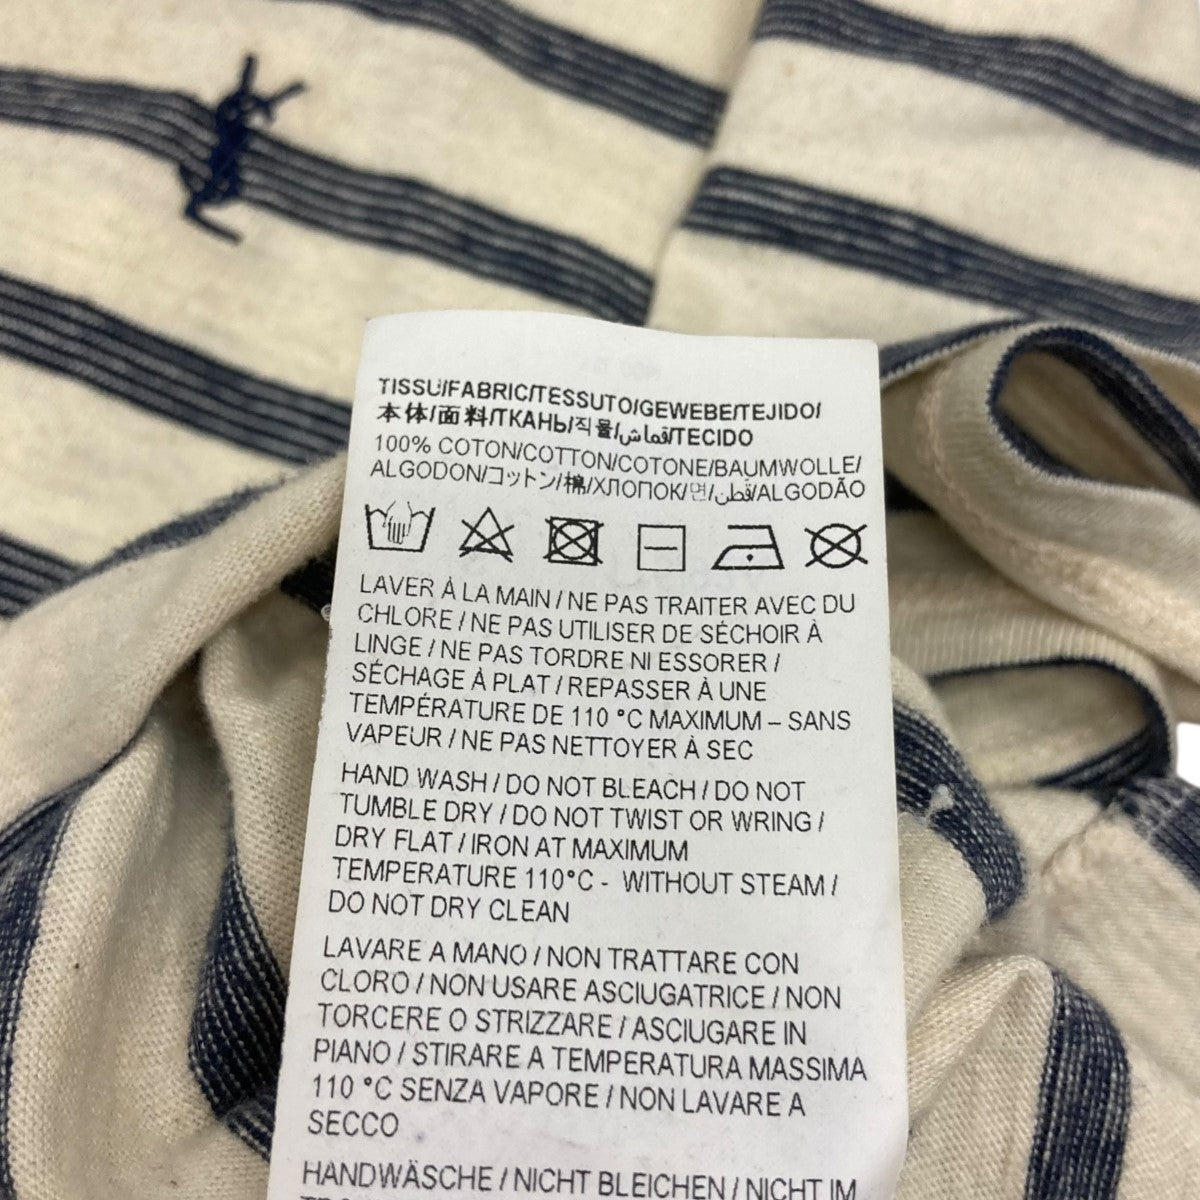 TISSU/FABRIC/TESSUTO/GEWEBE/TEJIDO/
本体/面料/ТКАНЬ/직물/قماش/TECIDO
100% COTON/COTTON/COTONE/BAUMWOLLE/
ALGODON/コットン/棉/ХЛОПОК/면/قطن/ALGODÃO
LAVER À LA MAIN / NE PAS TRAITER AVEC DU
CHLORE / NE PAS UTILISER DE SÉCHOIR À
LINGE / NE PAS TORDRE NI ESSORER /
SÉCHAGE À PLAT / REPASSER À UNE
TEMPÉRATURE DE 110 °C MAXIMUM – SANS
VAPEUR / NE PAS NETTOYER À SEC
HAND WASH / DO NOT BLEACH / DO NOT
TUMBLE DRY / DO NOT TWIST OR WRING /
DRY FLAT / IRON AT MAXIMUM
TEMPERATURE 110°C - WITHOUT STEAM /
DO NOT DRY CLEAN
LAVARE A MANO / NON TRATTARE CON
CLORO / NON USARE ASCIUGATRICE / NON
TORCERE O STRIZZARE / ASCIUGARE IN
PIANO / STIRARE A TEMPERATURA MASSIMA
110 °C SENZA VAPORE / NON LAVARE A
SECCO
HANDWÄSCHE / NICHT BLEICHEN / NICHT IM